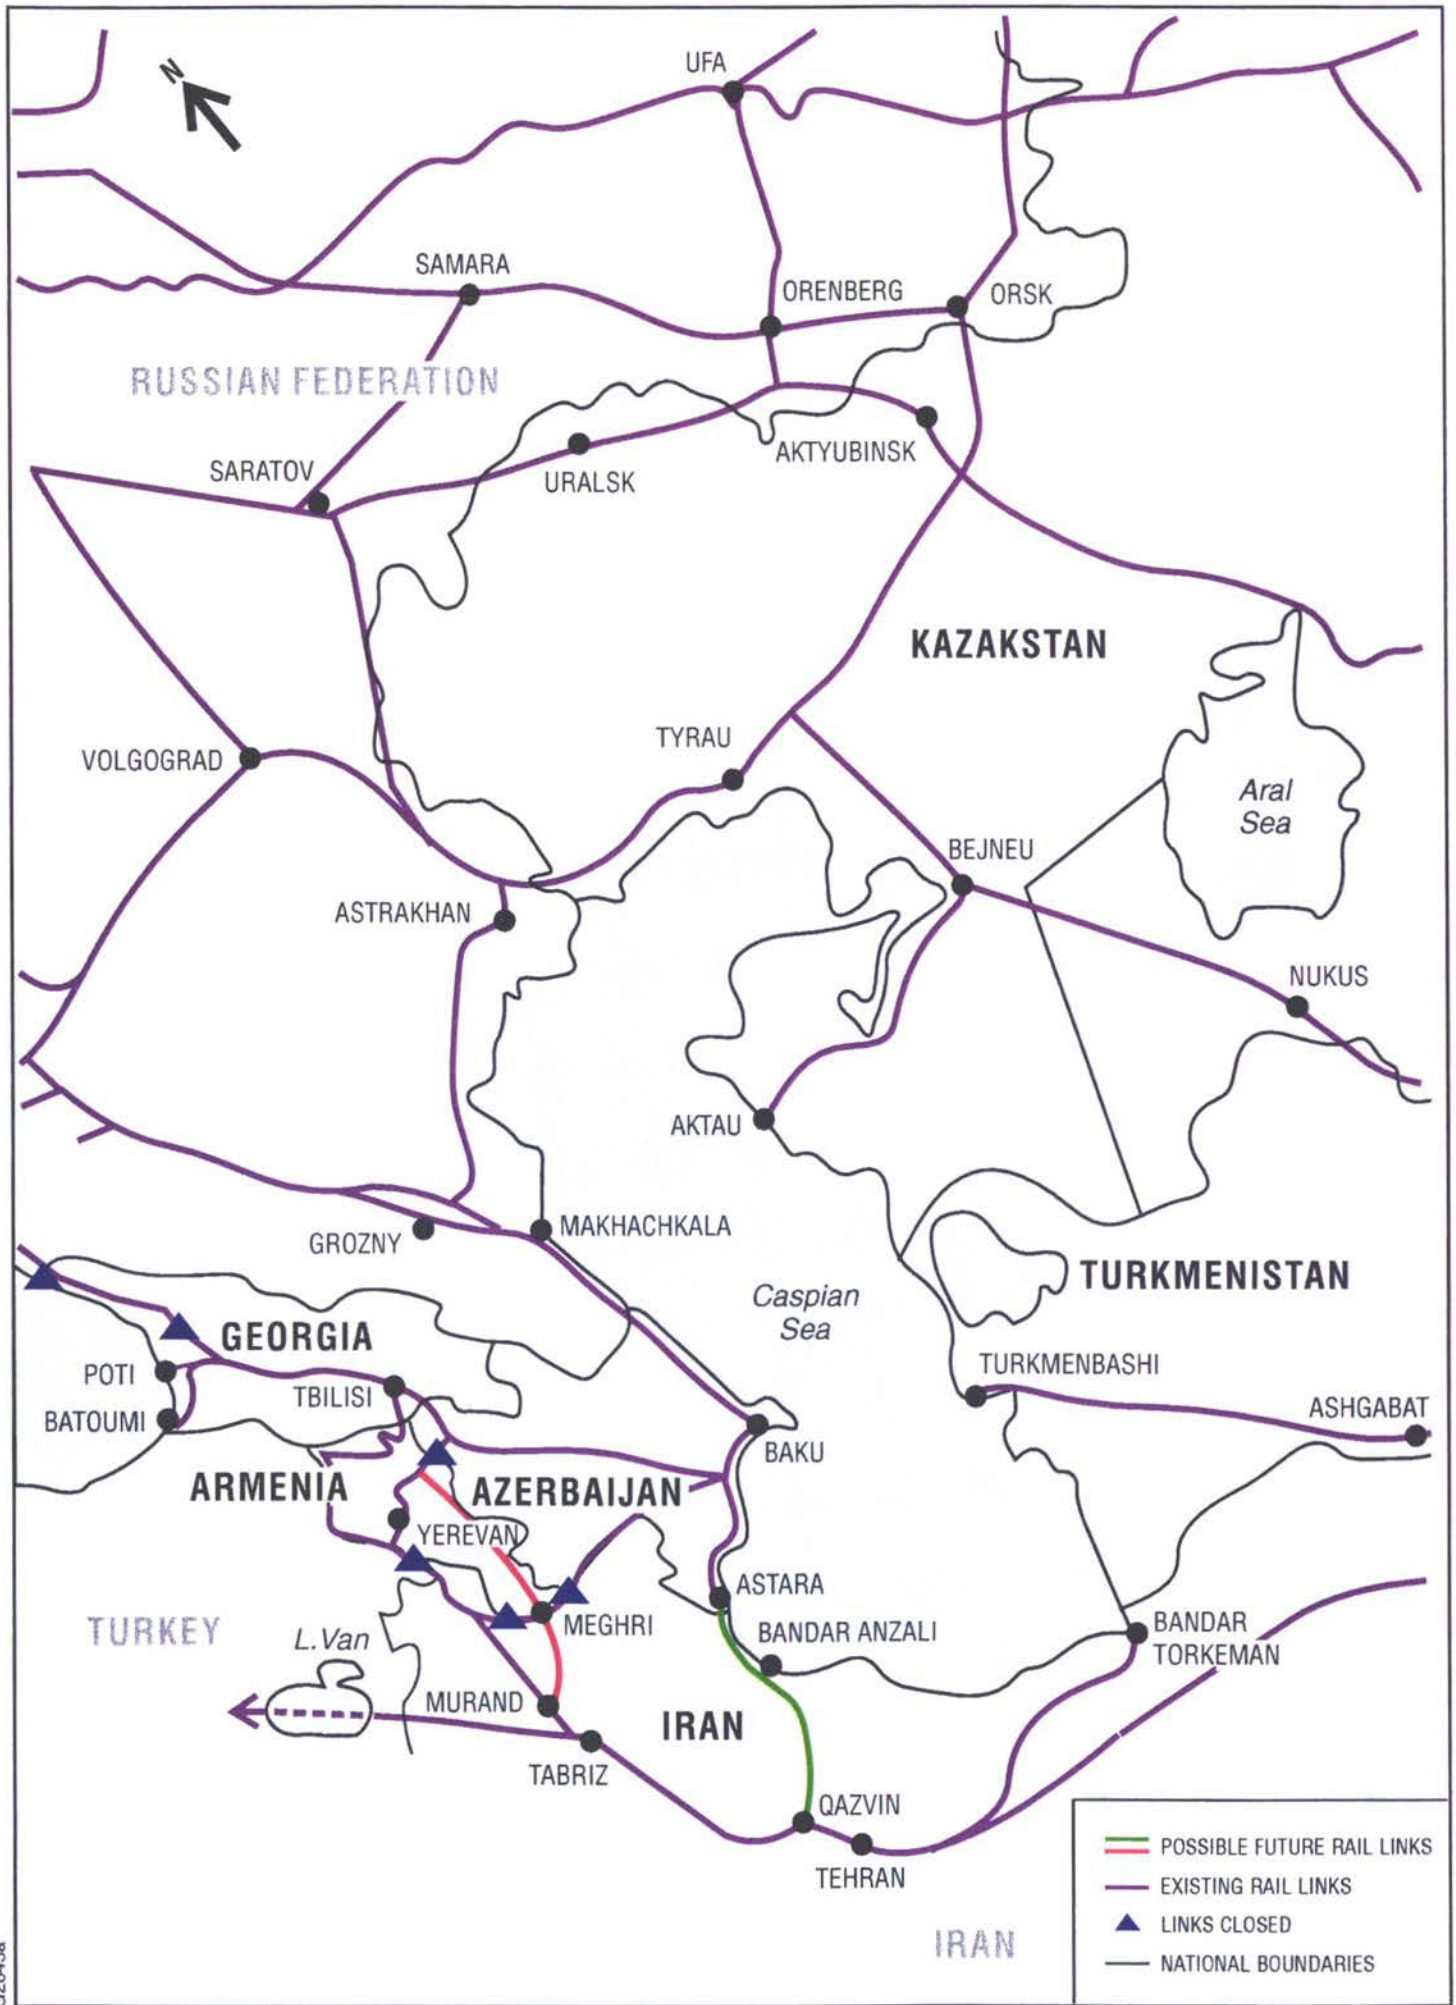 N
UFA
SAMARA
ORENBERG
ORSK
RUSSIAN FEDERATION
AKTYUBINSK
SARATOV
URALSK
KAZAKSTAN
TYRAU
VOLGOGRAD
Aral
Sea
BEJNEU
ASTRAKHAN
NUKUS
AKTAU
MAKHACHKALA
GROZNY
TURKMENISTAN
Caspian
Sea
GEORGIA
POTI
TBILISI
TURKMENBASHI
BATOUMI
ASHGABAT
BAKU
ARMENIA
AZERBAIJAN
YEREVAN
ASTARA
TURKEY
MEGHRI
BANDAR ANZALI
BANDAR
TORKEMAN
L.Van
MURAND
IRAN
TABRIZ
QAZVIN
TEHRAN
IRAN
POSSIBLE FUTURE RAIL LINKS
EXISTING RAIL LINKS
LINKS CLOSED
NATIONAL BOUNDARIES